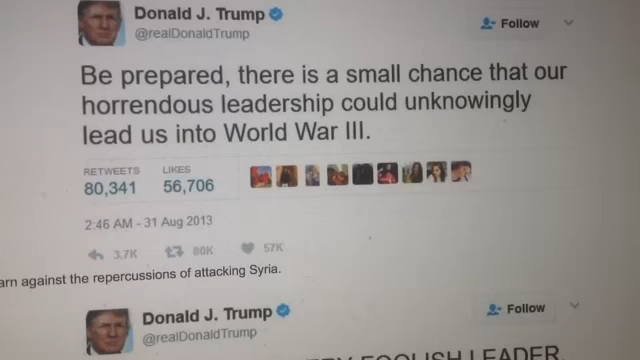 Donald J. Trump
@realDonaldTrump
Follow
Be prepared, there is a small chance that our
horrendous leadership could unknowingly
lead us into World War III.
RETWEETS LIKES
80,341 56,706
2:46 AM - 31 Aug 2013
3.7K 80K 57K
against the repercussions of attacking Syria.
Donald J. Trump
@realDonaldTrump
Follow
FOOLISH LEADER